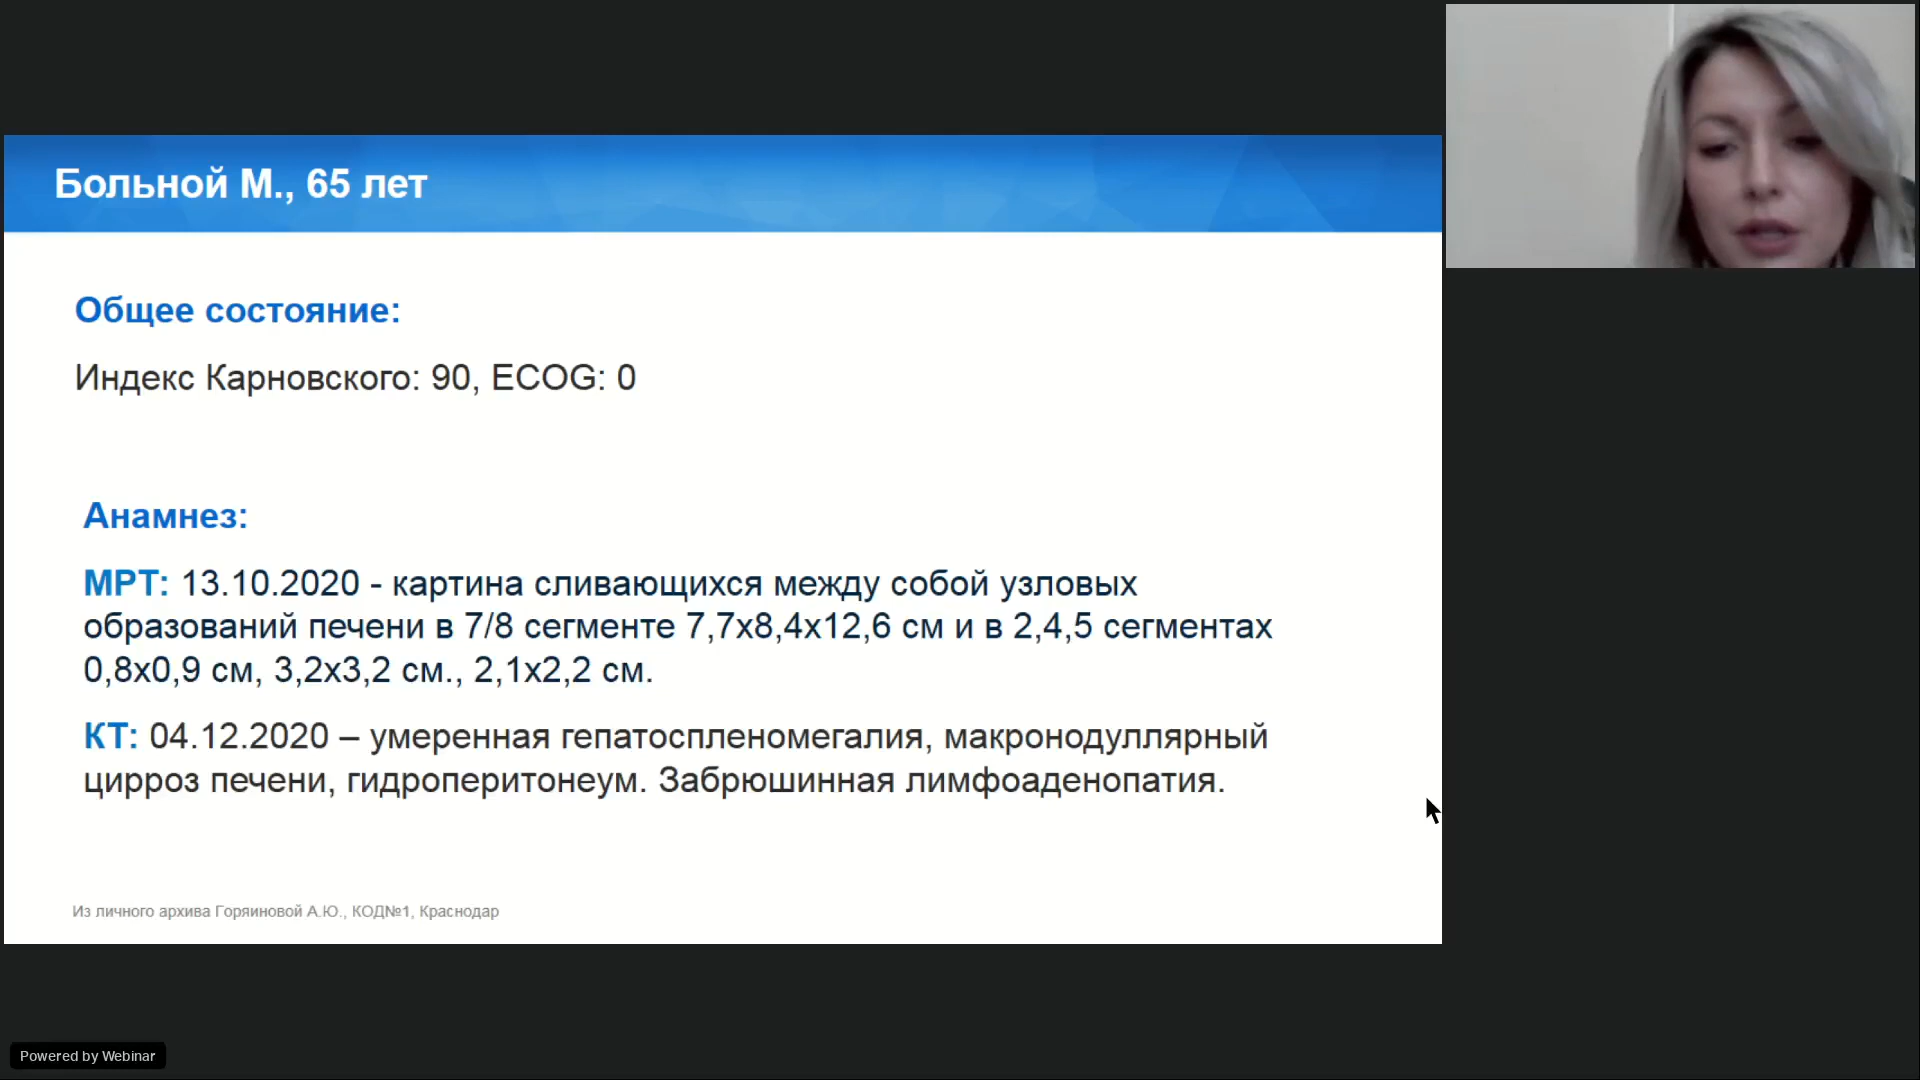 Больной М., 65 лет
Общее состояние:
Индекс Карновского: 90, ECOG: 0
Анамнез:
МРТ: 13.10.2020 - картина сливающихся между собой узловых
образований печени в 7/8 сегменте 7,7х8,4х12,6 см и в 2,4,5 сегментах
0,8х0,9 см, 3,2х3,2 см., 2,1х2,2 см.
КТ: 04.12.2020 – умеренная гепатоспленомегалия, макронодуллярный
цирроз печени, гидроперитонеум. Забрюшинная лимфоаденопатия.
Из личного архива Горяиновой А.Ю., КОД№1, Краснодар
Powered by Webinar